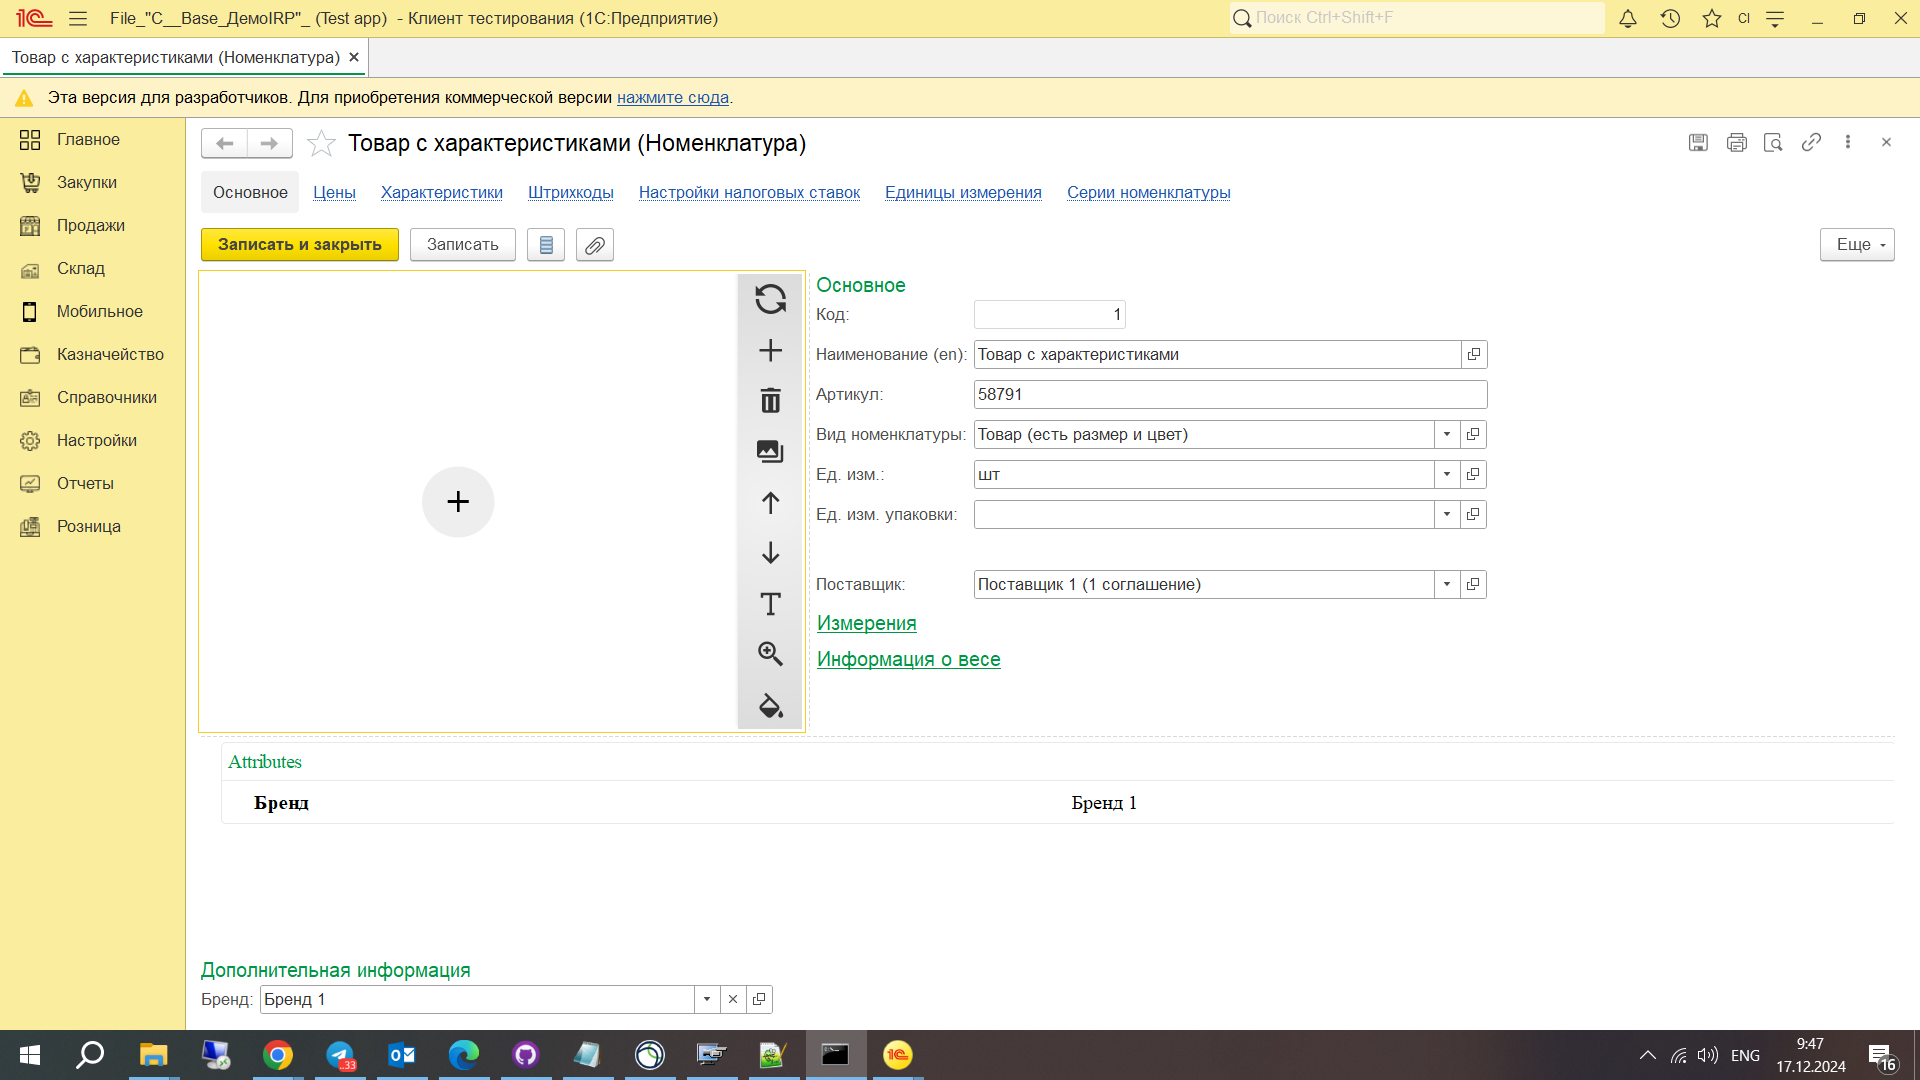 File_"C__Base_ДемоIRP"_ (Test app) - Клиент тестирования (1С:Предприятие)
Поиск Ctrl+Shift+F
CI
Товар с характеристиками (Номенклатура)
Эта версия для разработчиков. Для приобретения коммерческой версии нажмите сюда.
Главное
Закупки
Продажи
Склад
Мобильное
Казначейство
Справочники
Настройки
Отчеты
Розница
Товар с характеристиками (Номенклатура)
Основное Цены Характеристики Штрихкоды Настройки налоговых ставок Единицы измерения Серии номенклатуры
Записать и закрыть Записать Еще
Основное
Код: 1
Наименование (en): Товар с характеристиками
Артикул: 58791
Вид номенклатуры: Товар (есть размер и цвет)
Ед. изм.: шт
Ед. изм. упаковки:
Поставщик: Поставщик 1 (1 соглашение)
Измерения
Информация о весе
Attributes
Бренд Бренд 1
Дополнительная информация
Бренд: Бренд 1
..33
ENG
9:47
17.12.2024
16